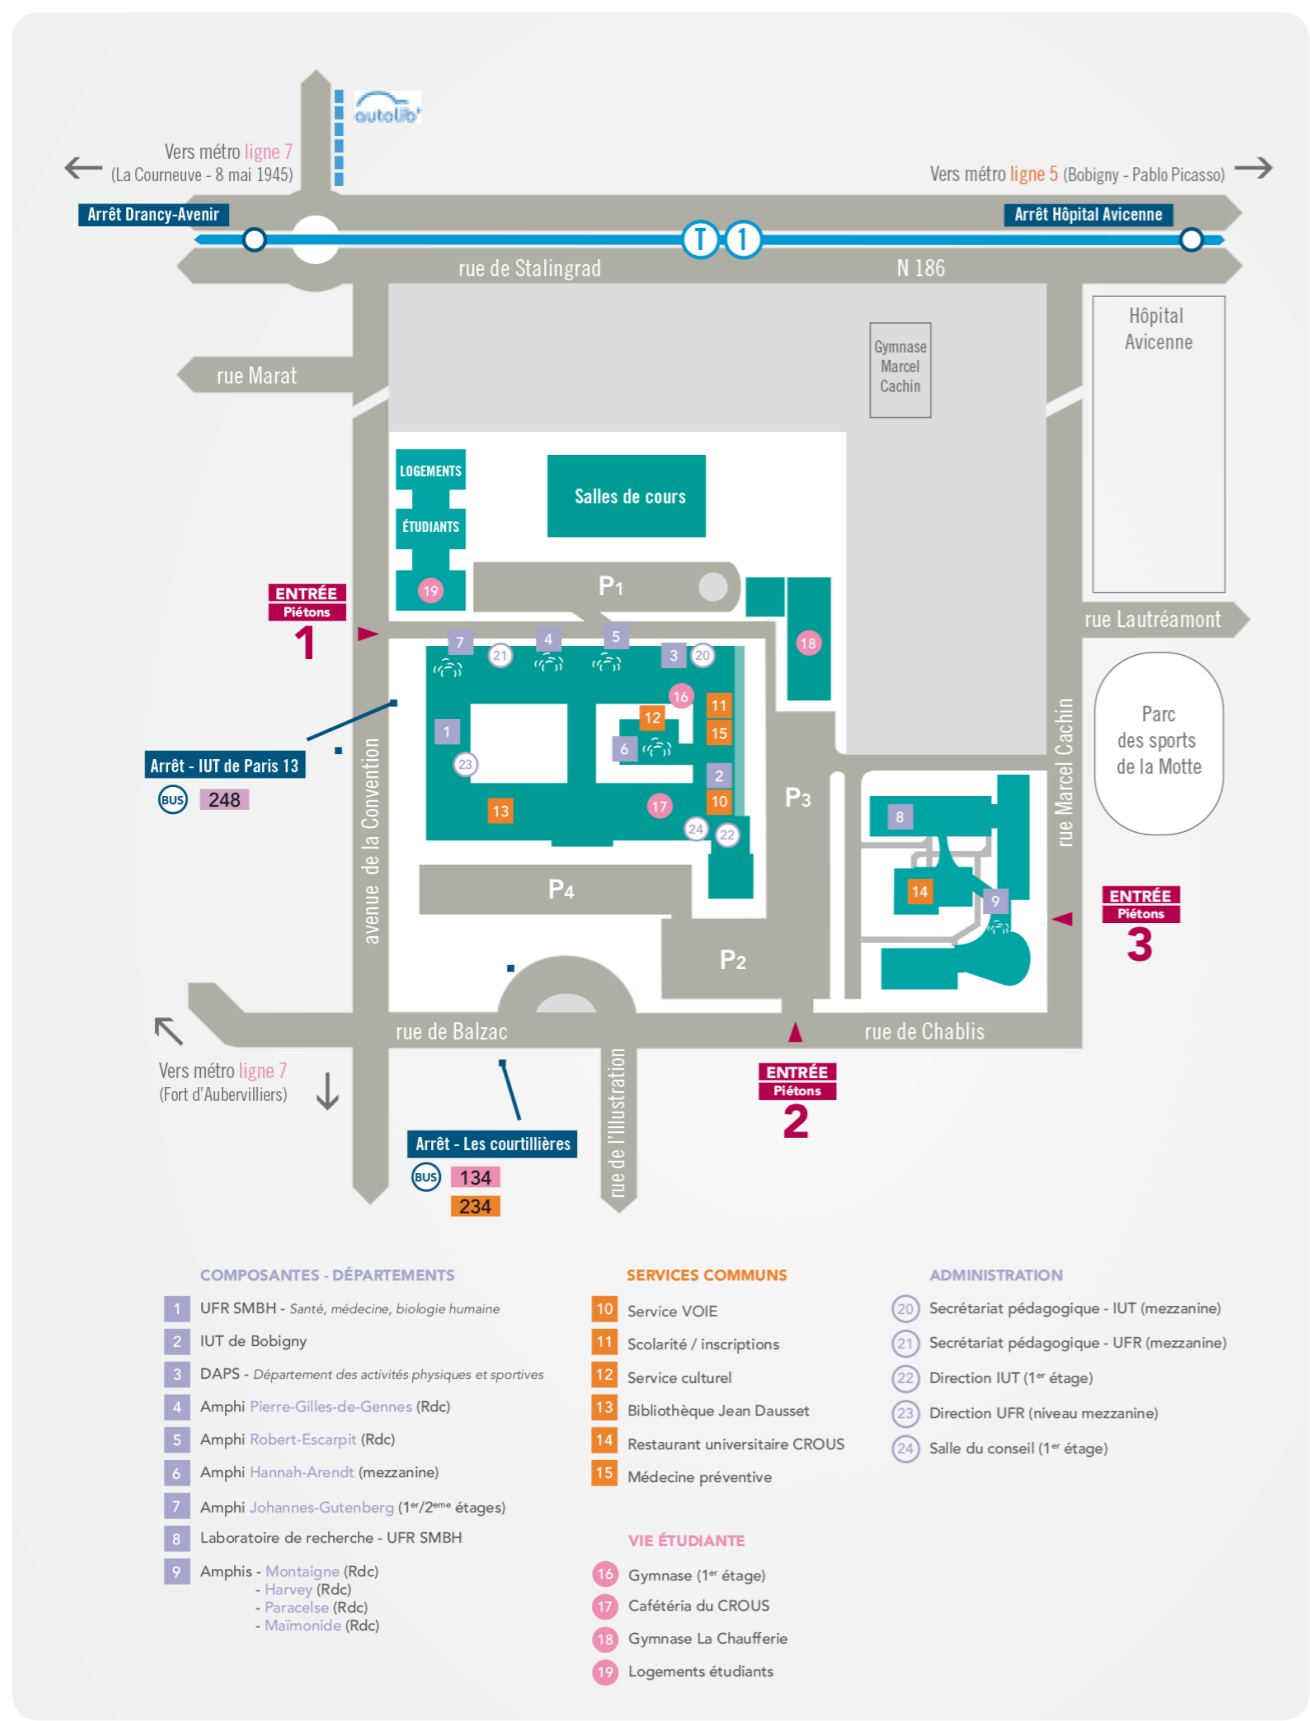 autolib'
Vers métro ligne 7
(La Courneuve - 8 mai 1945)
Vers métro ligne 5 (Bobigny - Pablo Picasso)
Arrêt Drancy-Avenir
Arrêt Hôpital Avicenne
T 1
rue de Stalingrad
N 186
Hôpital
Avicenne
Gymnase
Marcel
Cachin
rue Marat
LOGEMENTS
ÉTUDIANTS
19
Salles de cours
P1
ENTRÉE
Piétons
1
rue Lautréamont
7
21
4
5
3
20
18
16
11
12
15
1
6
23
2
13
17
10
24
22
Arrêt - IUT de Paris 13
BUS 248
avenue de la Convention
P3
rue Marcel Cachin
Parc
des sports
de la Motte
8
14
9
P4
P2
ENTRÉE
Piétons
3
rue de Balzac
rue de Chablis
Vers métro ligne 7
(Fort d'Aubervilliers)
rue de l'Illustration
ENTRÉE
Piétons
2
Arrêt - Les courtillières
BUS 134
234
COMPOSANTES - DÉPARTEMENTS
1 UFR SMBH - Santé, médecine, biologie humaine
2 IUT de Bobigny
3 DAPS - Département des activités physiques et sportives
4 Amphi Pierre-Gilles-de-Gennes (Rdc)
5 Amphi Robert-Escarpit (Rdc)
6 Amphi Hannah-Arendt (mezzanine)
7 Amphi Johannes-Gutenberg (1er/2eme étages)
8 Laboratoire de recherche - UFR SMBH
9 Amphis - Montaigne (Rdc)
- Harvey (Rdc)
- Paracelse (Rdc)
- Maïmonide (Rdc)
SERVICES COMMUNS
10 Service VOIE
11 Scolarité / inscriptions
12 Service culturel
13 Bibliothèque Jean Dausset
14 Restaurant universitaire CROUS
15 Médecine préventive
VIE ÉTUDIANTE
16 Gymnase (1er étage)
17 Cafétéria du CROUS
18 Gymnase La Chaufferie
19 Logements étudiants
ADMINISTRATION
20 Secrétariat pédagogique - IUT (mezzanine)
21 Secrétariat pédagogique - UFR (mezzanine)
22 Direction IUT (1er étage)
23 Direction UFR (niveau mezzanine)
24 Salle du conseil (1er étage)